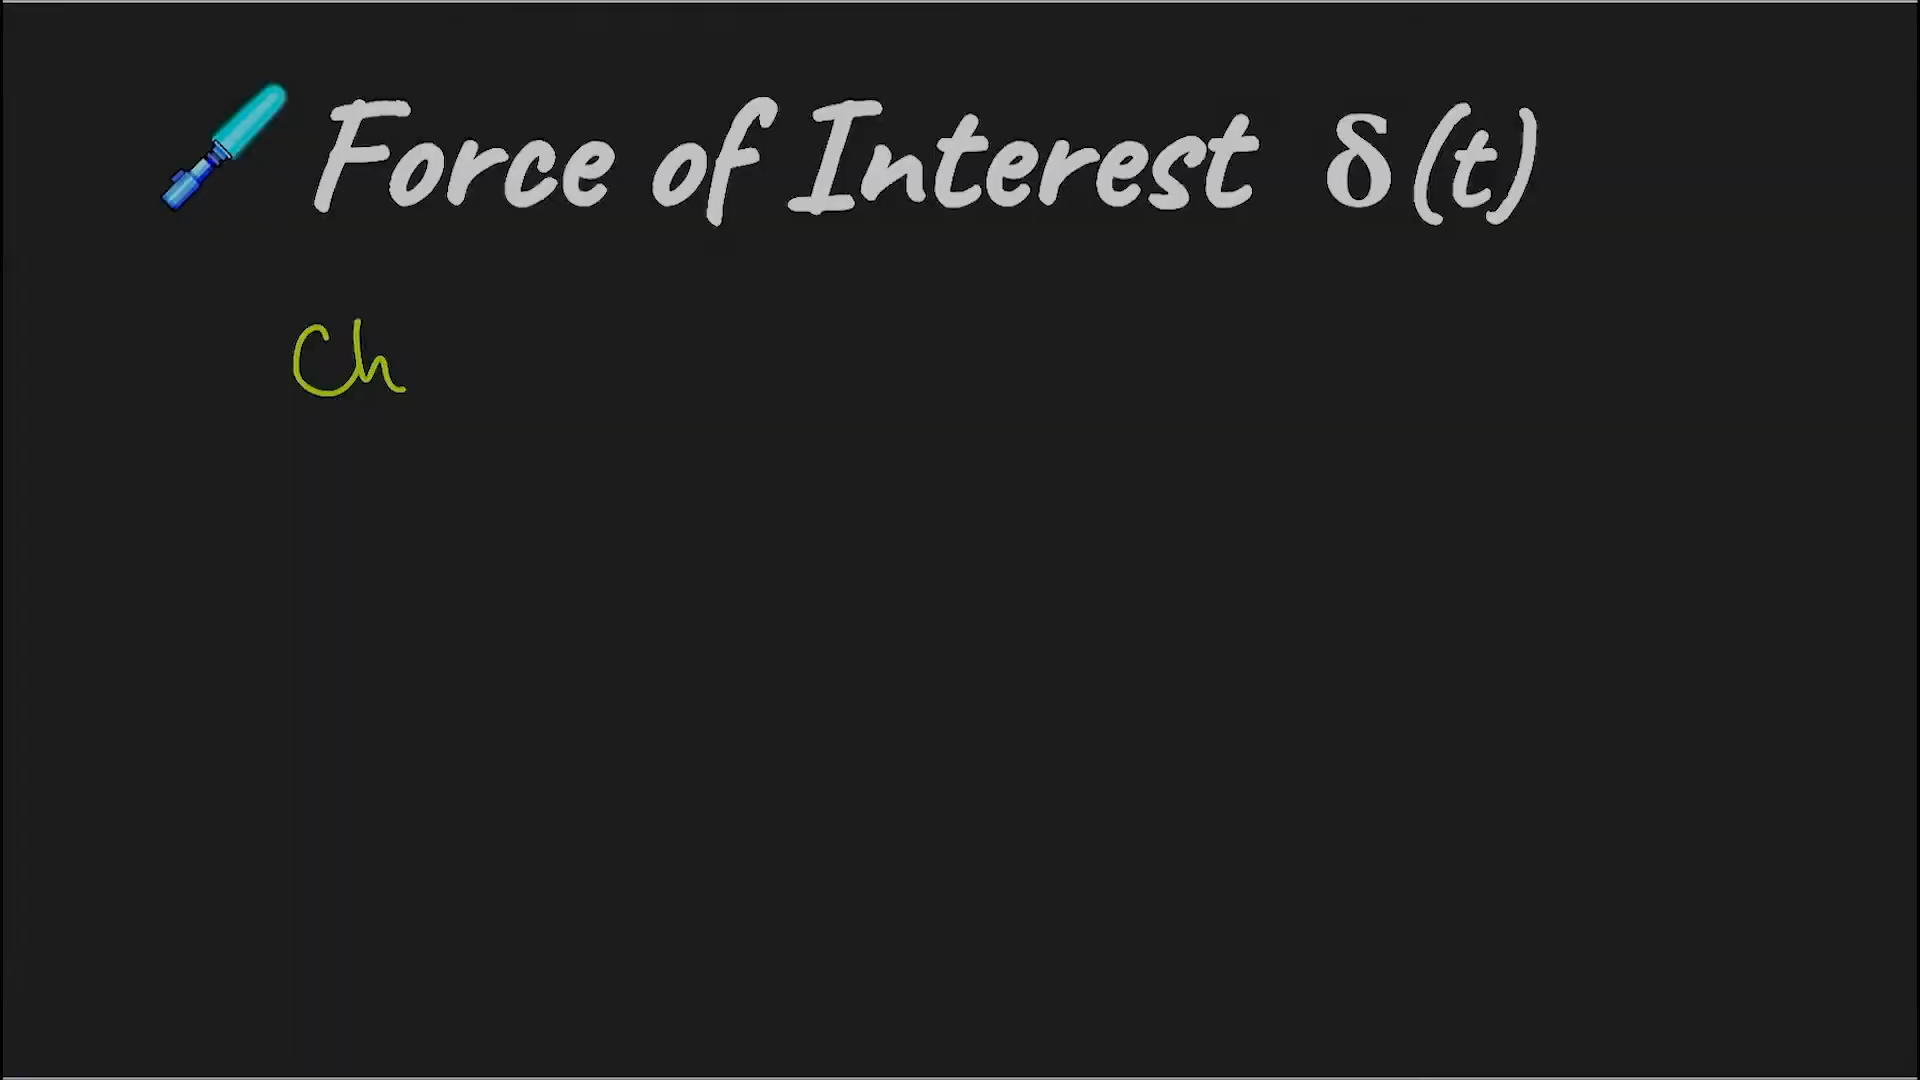 Force of Interest δ(t)
Ch